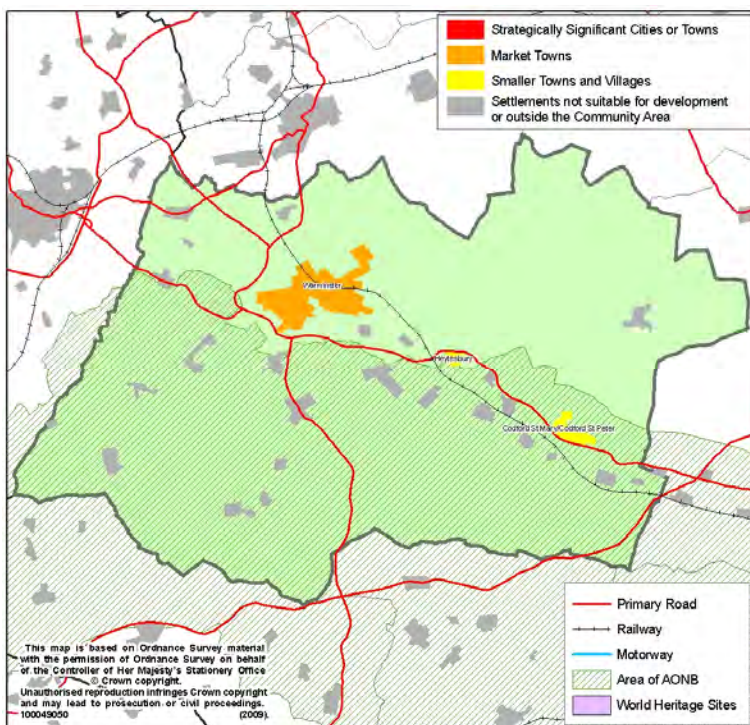 Strategically Significant Cities or Towns
Market Towns
Smaller Towns and Villages
Settlements not suitable for development
or outside the Community Area
Warminster
Heytesbury
Codford St Mary/Codford St Peter
Primary Road
Railway
Motorway
Area of AONB
World Heritage Sites
This map is based on Ordnance Survey material
with the permission of Ordnance Survey on behalf
of the Controller of Her Majesty's Stationery Office
© Crown copyright.
Unauthorised reproduction infringes Crown copyright
and may lead to prosecution or civil proceedings.
100049050 (2009)